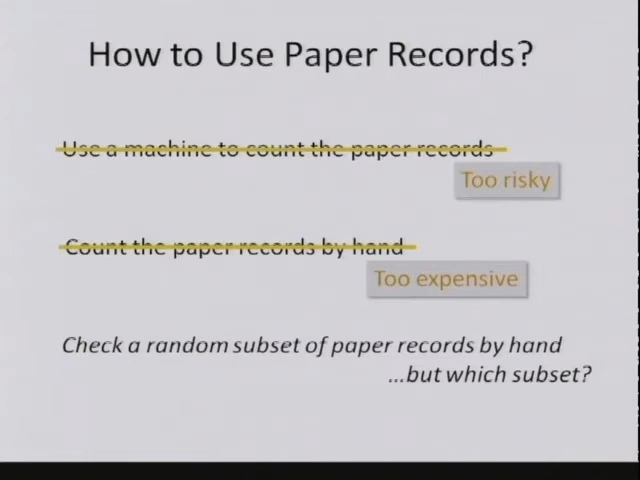 How to Use Paper Records?
Use a machine to count the paper records
Too risky
Count the paper records by hand
Too expensive
Check a random subset of paper records by hand
...but which subset?